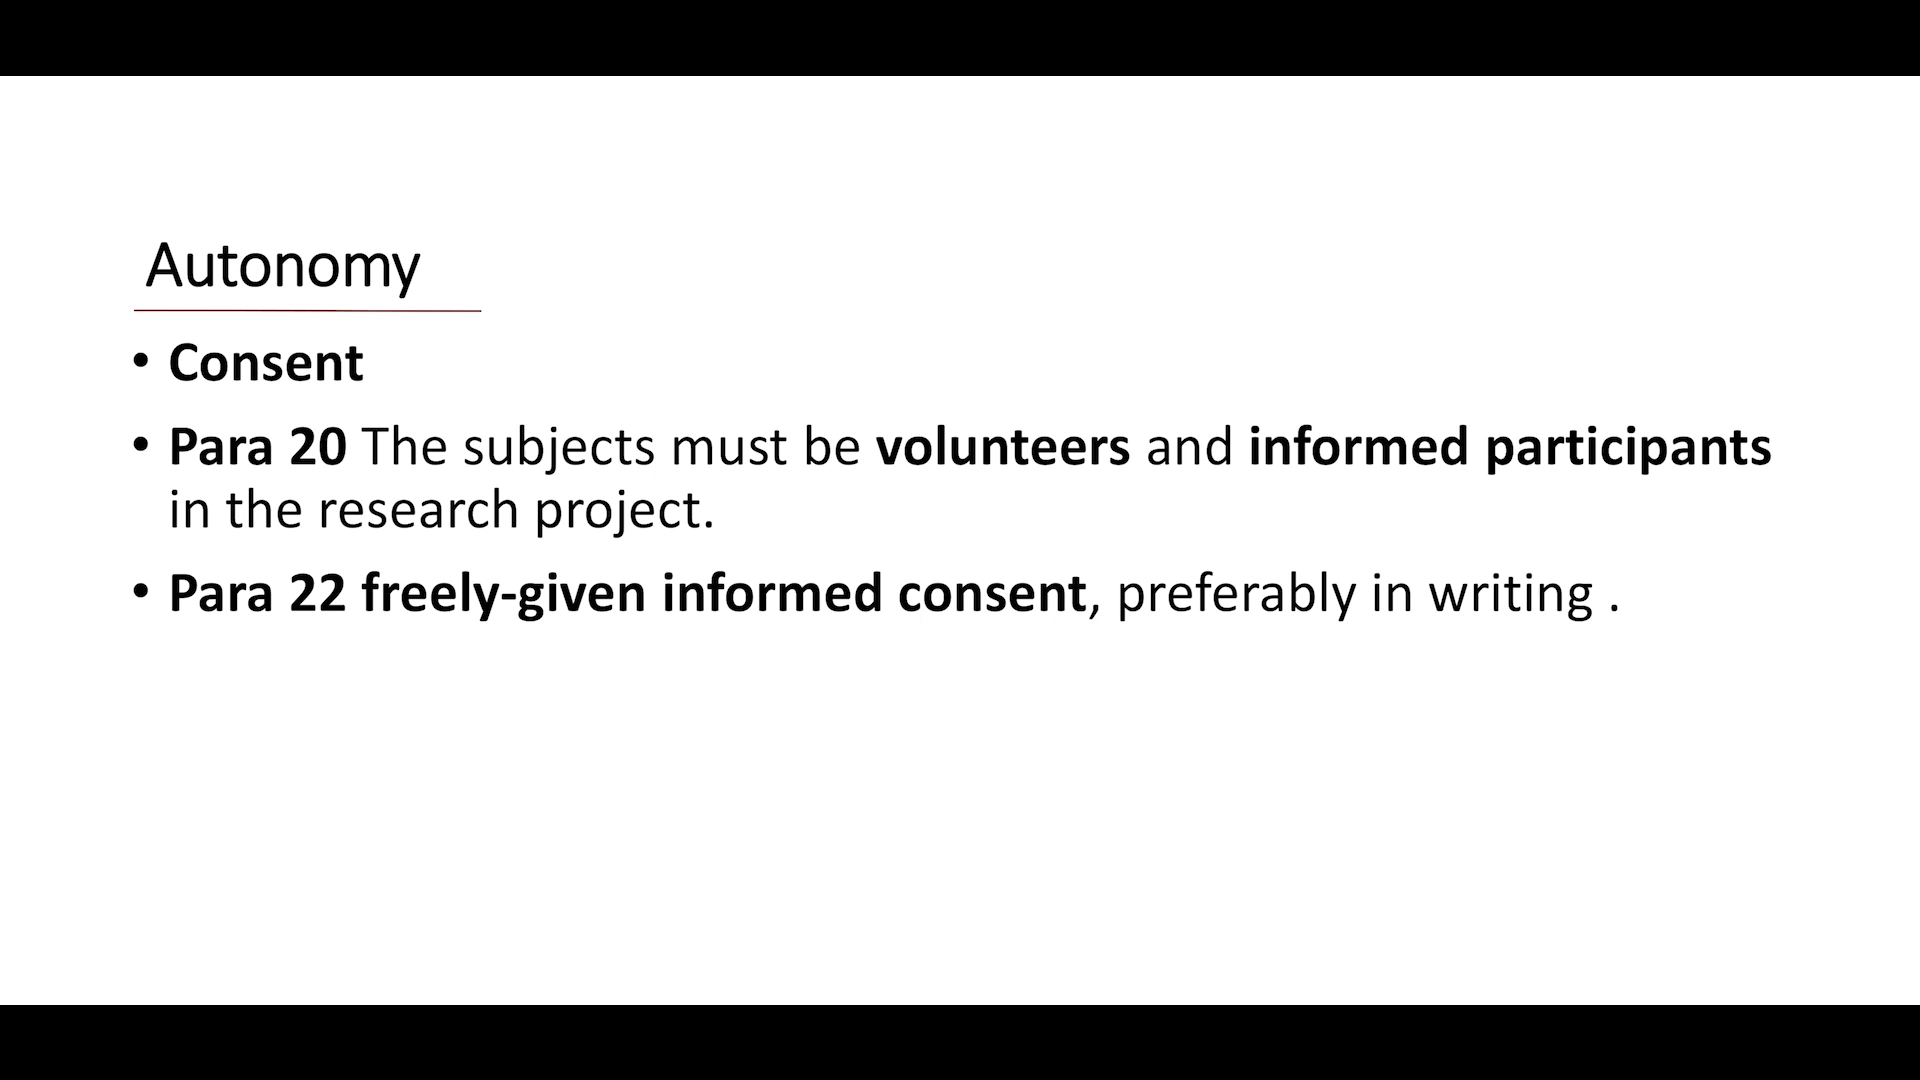 Autonomy
• Consent
• Para 20 The subjects must be volunteers and informed participants
in the research project.
• Para 22 freely-given informed consent, preferably in writing .